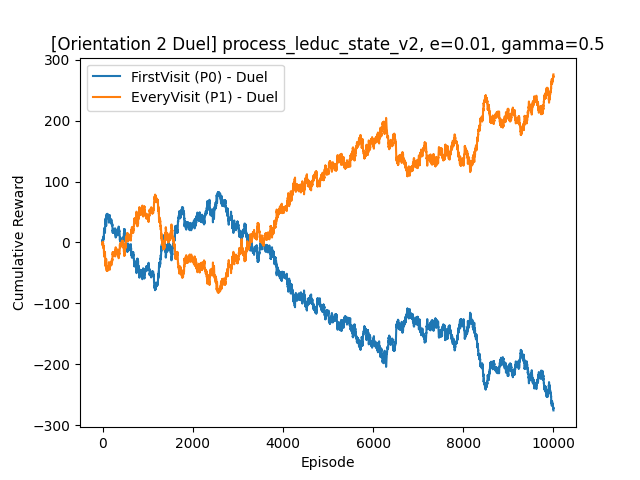 [Orientation 2 Duel] process_leduc_state_v2, e=0.01, gamma=0.5
FirstVisit (P0) - Duel
EveryVisit (P1) - Duel
300
200
100
0
−100
−200
−300
Cumulative Reward
0 2000 4000 6000 8000 10000
Episode